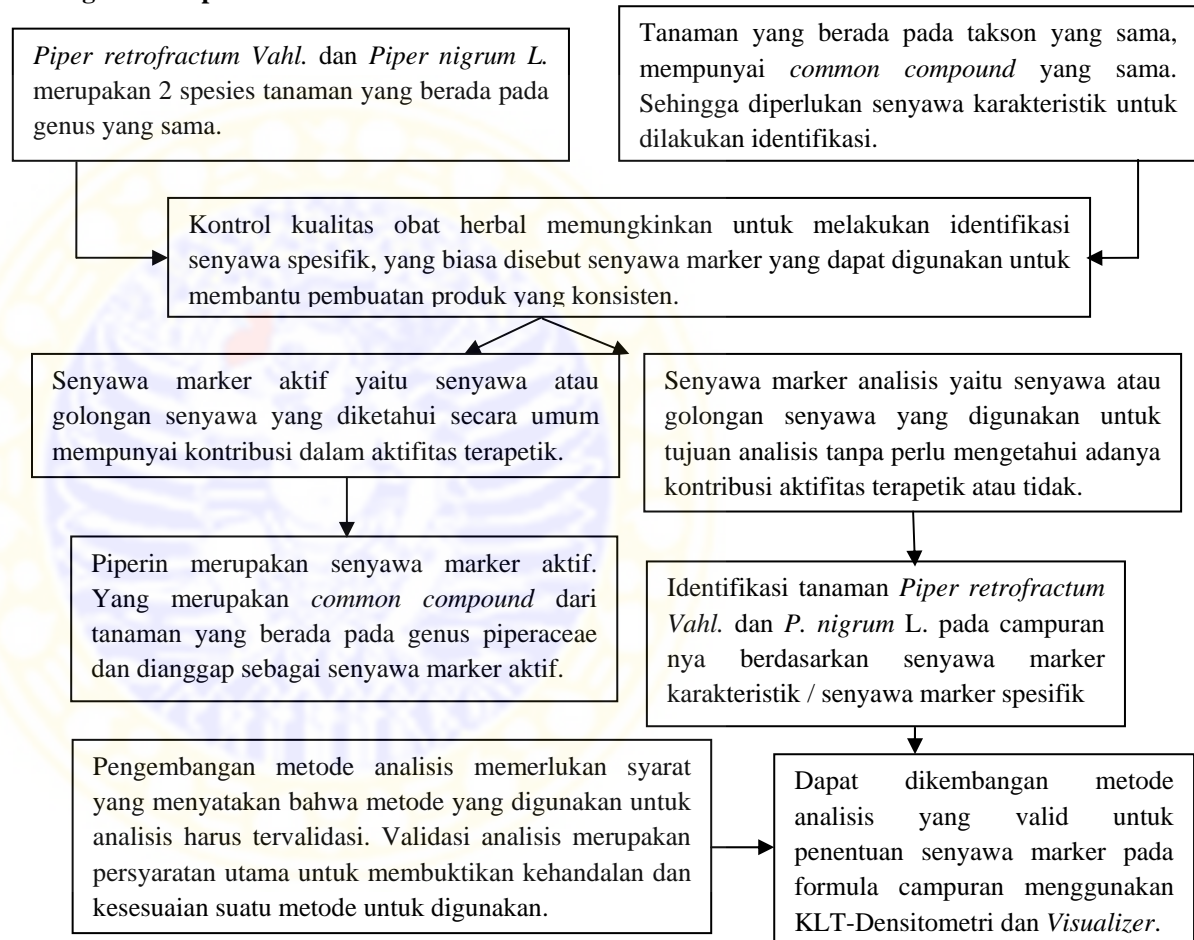 Piper retrofractum Vahl. dan Piper nigrum L.
merupakan 2 spesies tanaman yang berada pada
genus yang sama.
Tanaman yang berada pada takson yang sama,
mempunyai common compound yang sama.
Sehingga diperlukan senyawa karakteristik untuk
dilakukan identifikasi.
Kontrol kualitas obat herbal memungkinkan untuk melakukan identifikasi
senyawa spesifik, yang biasa disebut senyawa marker yang dapat digunakan untuk
membantu pembuatan produk yang konsisten.
Senyawa marker aktif yaitu senyawa atau
golongan senyawa yang diketahui secara umum
mempunyai kontribusi dalam aktifitas terapetik.
Senyawa marker analisis yaitu senyawa atau
golongan senyawa yang digunakan untuk
tujuan analisis tanpa perlu mengetahui adanya
kontribusi aktifitas terapetik atau tidak.
Piperin merupakan senyawa marker aktif.
Yang merupakan common compound dari
tanaman yang berada pada genus piperaceae
dan dianggap sebagai senyawa marker aktif.
Identifikasi tanaman Piper retrofractum
Vahl. dan P. nigrum L. pada campuran
nya berdasarkan senyawa marker
karakteristik / senyawa marker spesifik
Pengembangan metode analisis memerlukan syarat
yang menyatakan bahwa metode yang digunakan untuk
analisis harus tervalidasi. Validasi analisis merupakan
persyaratan utama untuk membuktikan kehandalan dan
kesesuaian suatu metode untuk digunakan.
Dapat dikembangan metode
analisis yang valid untuk
penentuan senyawa marker pada
formula campuran menggunakan
KLT-Densitometri dan Visualizer.